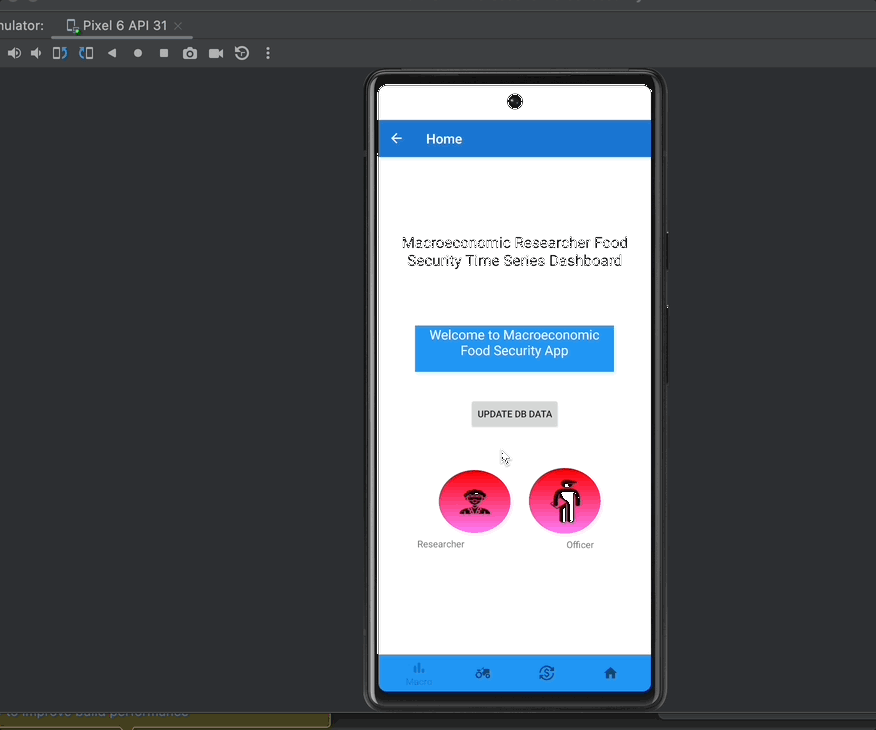 nulator:
Pixel 6 API 31
Home
Macroeconomic Researcher Food
Security Time Series Dashboard
Welcome to Macroeconomic
Food Security App
UPDATE DB DATA
Researcher
Officer
Macro
to improve build performance